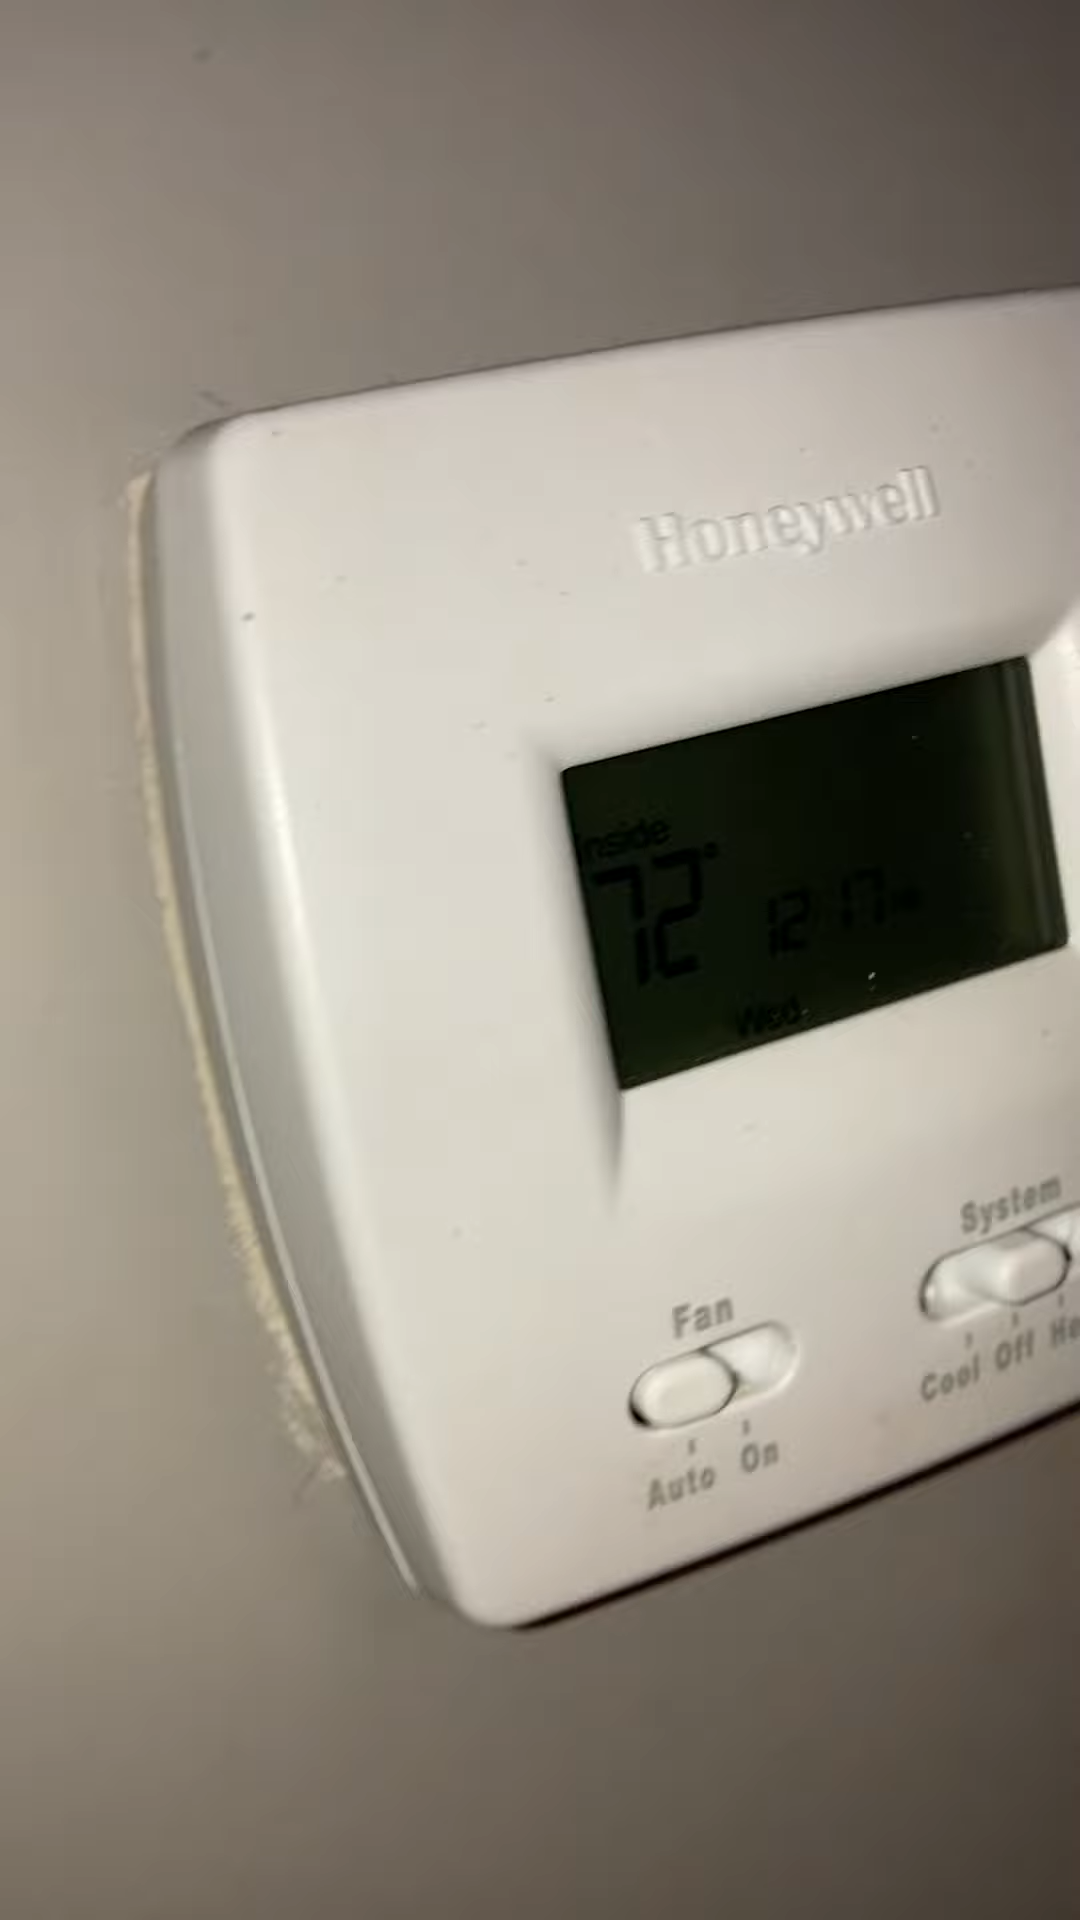 Honeywell
Inside
72°
12:17
Wed
System
Cool Off
Fan
Auto On